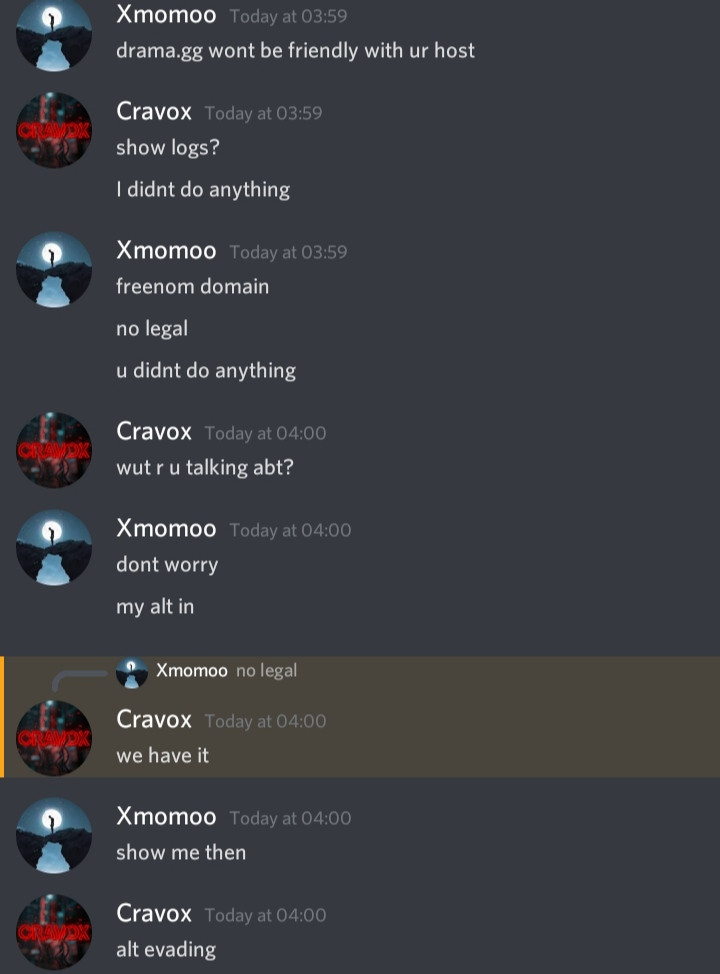 Xmomoo Today at 03:59
drama.gg wont be friendly with ur host
CRAVOX
Cravox Today at 03:59
show logs?
I didnt do anything
Xmomoo Today at 03:59
freenom domain
no legal
u didnt do anything
CRAVOX
Cravox Today at 04:00
wut r u talking abt?
Xmomoo Today at 04:00
dont worry
my alt in
Xmomoo no legal
CRAVOX
Cravox Today at 04:00
we have it
Xmomoo Today at 04:00
show me then
CRAVOX
Cravox Today at 04:00
alt evading